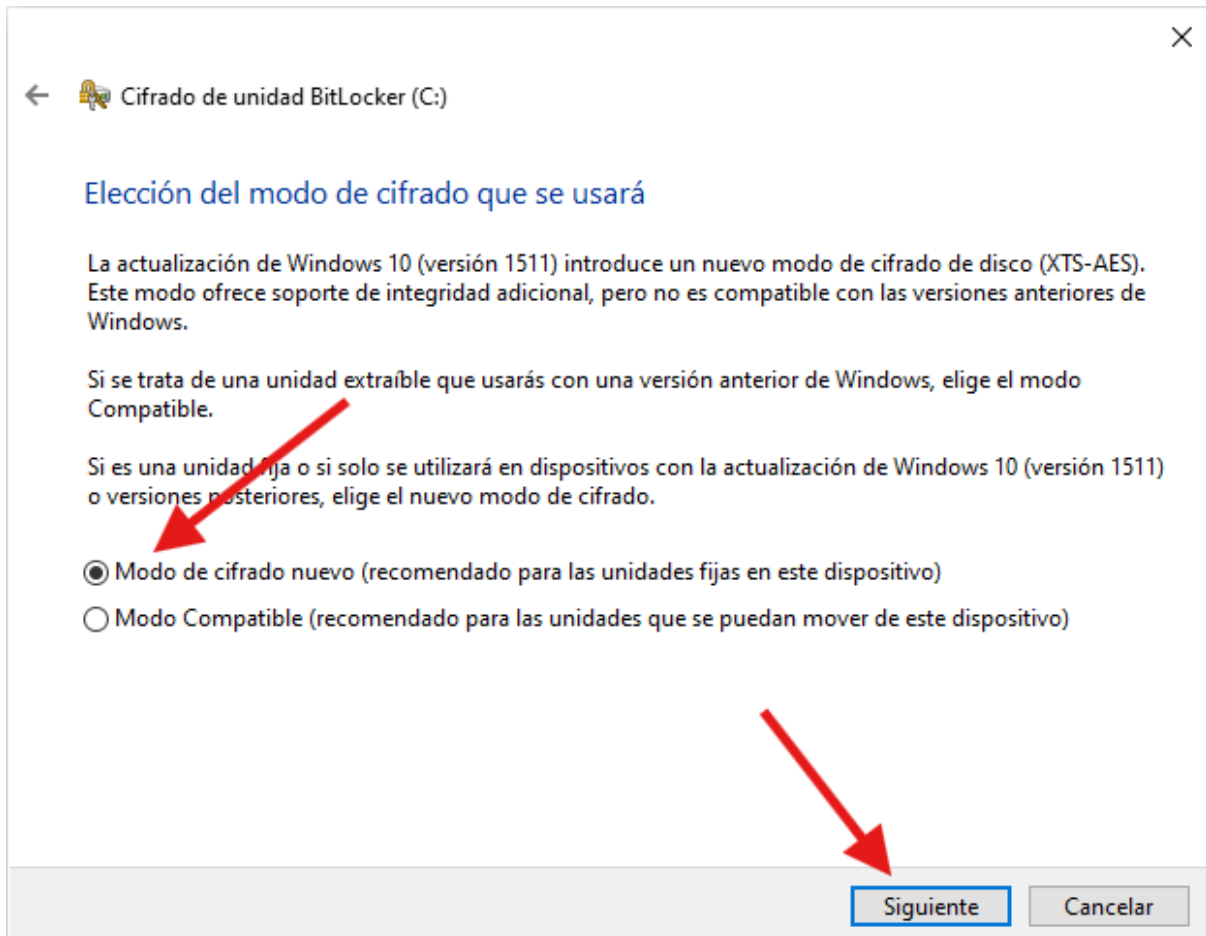 Cifrado de unidad BitLocker (C:)
Elección del modo de cifrado que se usará
La actualización de Windows 10 (versión 1511) introduce un nuevo modo de cifrado de disco (XTS-AES).
Este modo ofrece soporte de integridad adicional, pero no es compatible con las versiones anteriores de
Windows.
Si se trata de una unidad extraíble que usarás con una versión anterior de Windows, elige el modo
Compatible.
Si es una unidad fija o si solo se utilizará en dispositivos con la actualización de Windows 10 (versión 1511)
o versiones posteriores, elige el nuevo modo de cifrado.
Modo de cifrado nuevo (recomendado para las unidades fijas en este dispositivo)
Modo Compatible (recomendado para las unidades que se puedan mover de este dispositivo)
Siguiente
Cancelar